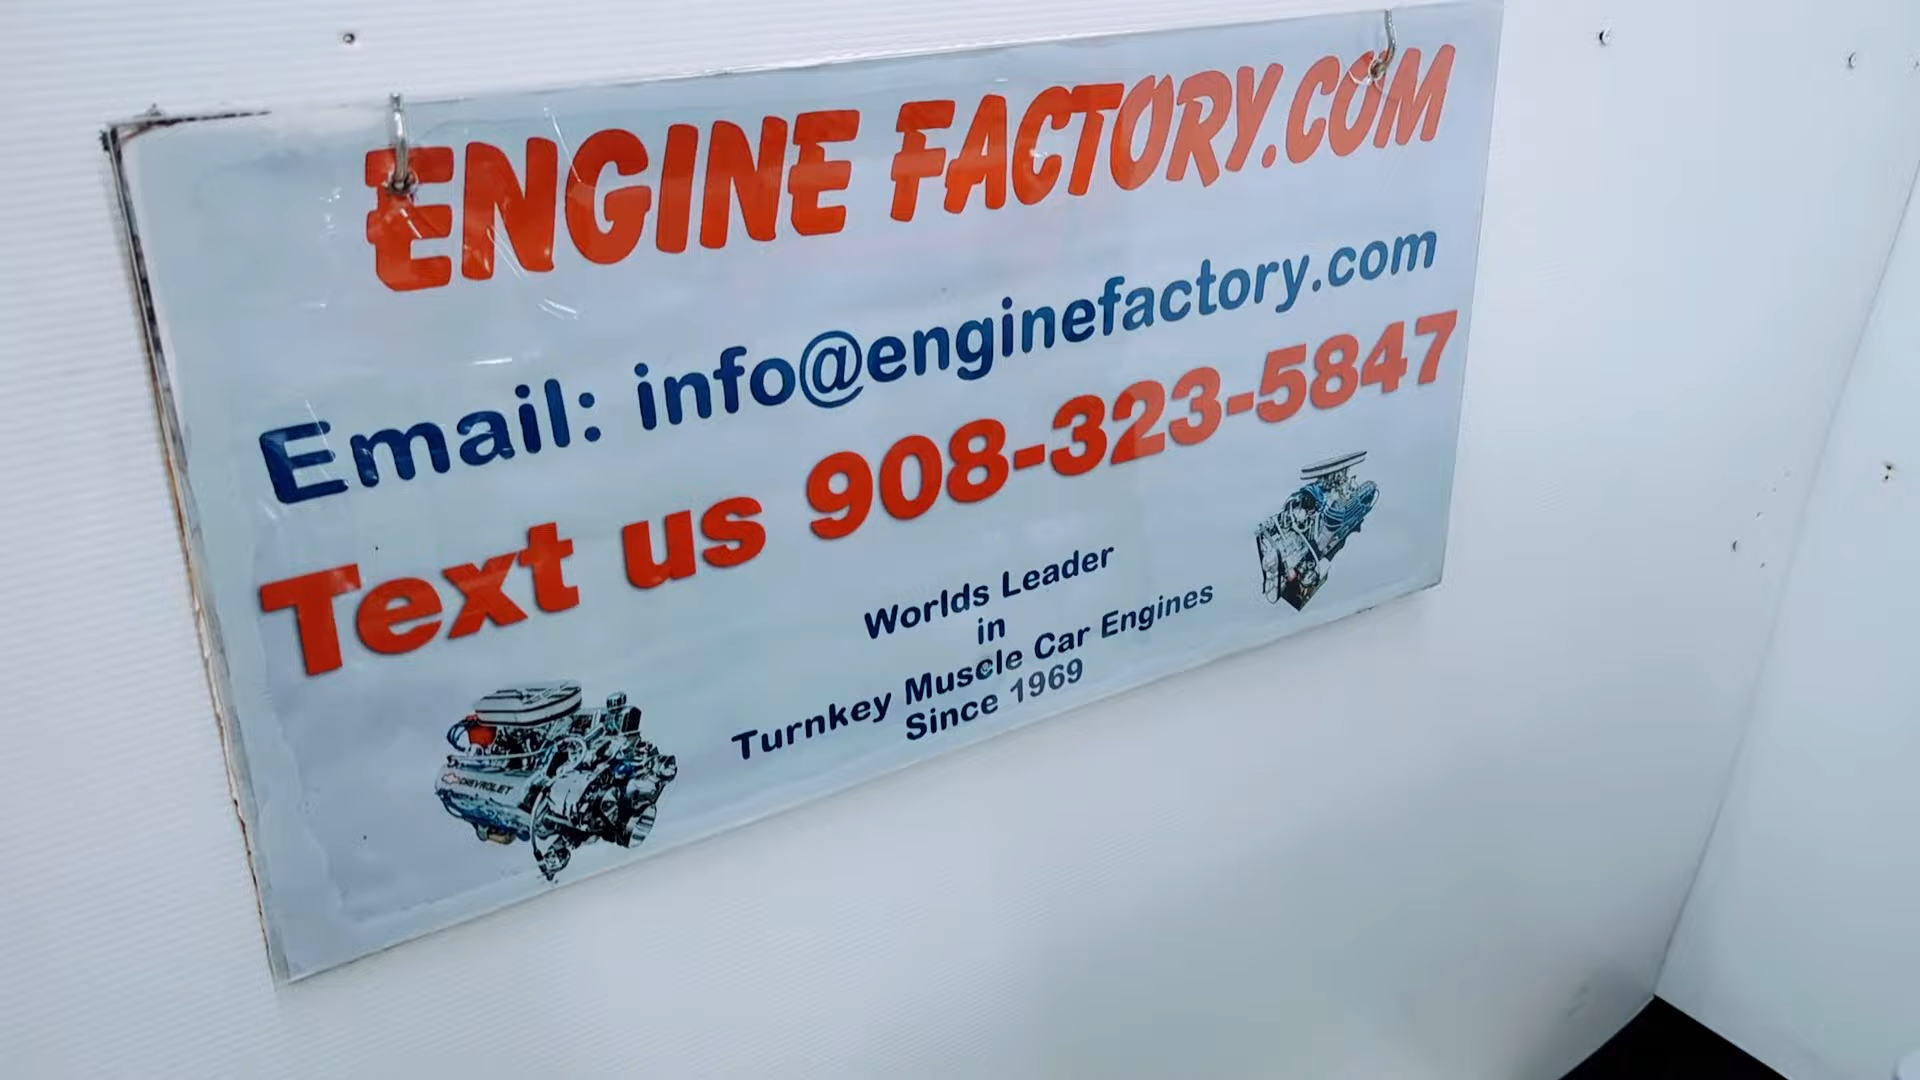 ENGINE FACTORY.COM
Email: info@enginefactory.com
Text us 908-323-5847
Worlds Leader
in
Turnkey Muscle Car Engines
Since 1969
CHEVROLET